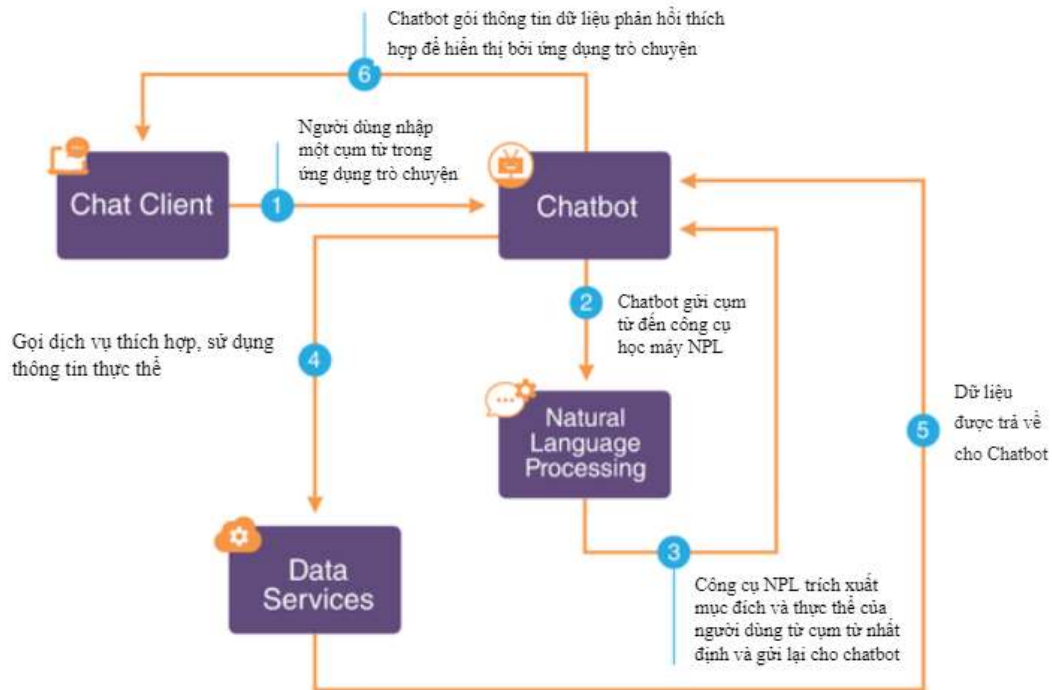 Chatbot gói thông tin dữ liệu phản hồi thích
hợp để hiển thị bởi ứng dụng trò chuyện
6
Người dùng nhập
một cụm từ trong
ứng dụng trò chuyện
Chat Client
1
Chatbot
2
Chatbot gửi cụm
từ đến công cụ
học máy NPL
Gọi dịch vụ thích hợp, sử dụng
thông tin thực thể
4
Natural
Language
Processing
5
Dữ liệu
được trả về
cho Chatbot
3
Data
Services
Công cụ NPL trích xuất
mục đích và thực thể của
người dùng từ cụm từ nhất
định và gửi lại cho chatbot